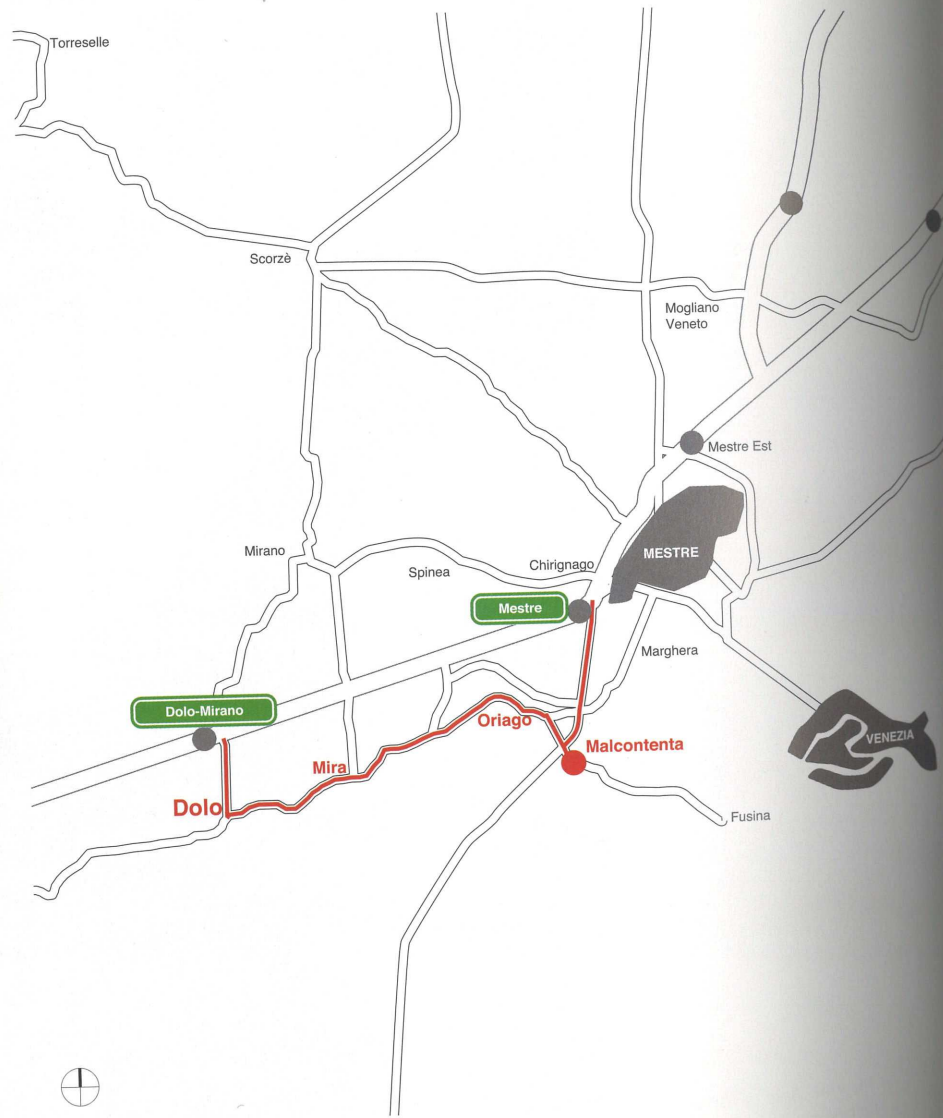 Torreselle
Scorzè
Mogliano
Veneto
Mestre Est
MESTRE
Mirano
Spinea
Chirignago
Mestre
Marghera
Dolo-Mirano
Oriago
VENEZIA
Malcontenta
Mira
Dolo
Fusina